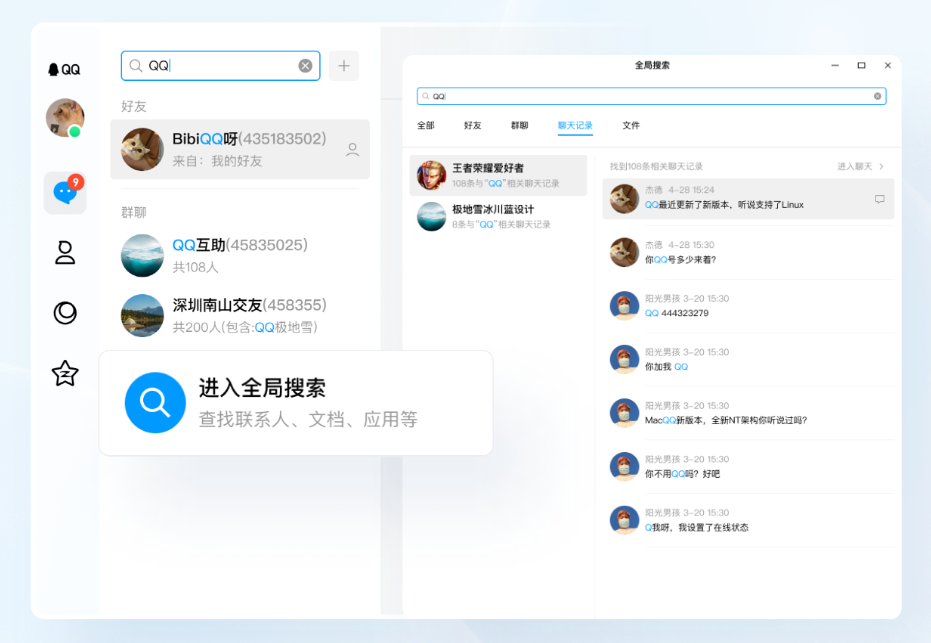 QQ
9
QQ
好友
BibiQQ呀(435183502)
来自：我的好友
群聊
QQ互助(45835025)
共108人
深圳南山交友(458355)
共200人(包含:QQ极地雪)
进入全局搜索
查找联系人、文档、应用等
全局搜索
QQ
全部 好友 群聊 聊天记录 文件
王者荣耀爱好者
108条与"QQ"相关聊天记录
极地雪冰川蓝设计
8条与"QQ"相关聊天记录
找到108条相关聊天记录 进入聊天
杰德 4-28 15:24
QQ最近更新了新版本，听说支持了Linux
杰德 4-28 15:30
你QQ号多少来着?
阳光男孩 3-20 15:30
QQ 444323279
阳光男孩 3-20 15:30
你加我 QQ
阳光男孩 3-20 15:30
MacQQ新版本，全新NT架构你听说过吗?
阳光男孩 3-20 15:30
你不用QQ吗? 好吧
阳光男孩 3-20 15:30
Q我呀，我设置了在线状态